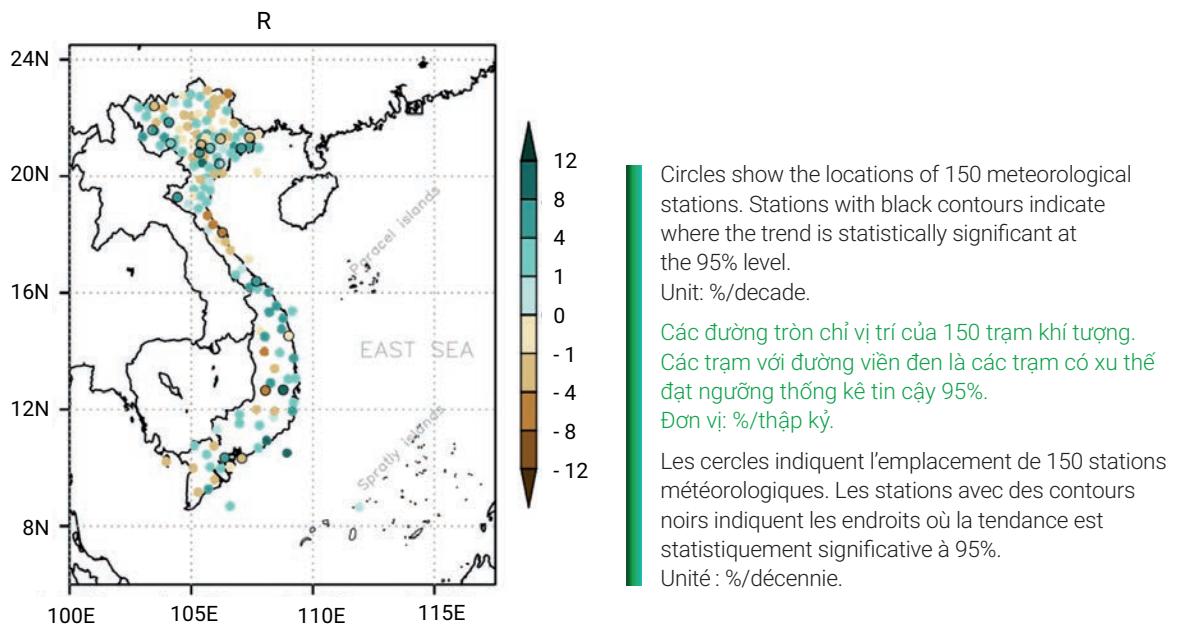 R
24N
20N
16N
12N
8N
100E
105E
110E
115E
Paracel islands
EAST SEA
Spratly islands
12
8
4
1
0
- 1
- 4
- 8
- 12
Circles show the locations of 150 meteorological
stations. Stations with black contours indicate
where the trend is statistically significant at
the 95% level.
Unit: %/decade.
Các đường tròn chỉ vị trí của 150 trạm khí tượng.
Các trạm với đường viền đen là các trạm có xu thế
đạt ngưỡng thống kê tin cậy 95%.
Đơn vị: %/thập kỷ.
Les cercles indiquent l’emplacement de 150 stations
météorologiques. Les stations avec des contours
noirs indiquent les endroits où la tendance est
statistiquement significative à 95%.
Unité : %/décennie.